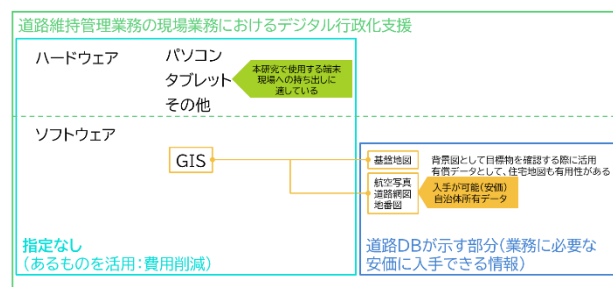 道路維持管理業務の現場業務におけるデジタル行政化支援
ハードウェア
パソコン
タブレット
その他
本研究で使用する端末
現場への持ち出しに
適している
ソフトウェア
GIS
基盤地図
背景図として目標物を確認する際に活用
有償データとして、住宅地図も有用性がある
航空写真
道路網図
地番図
入手が可能(安価)
自治体所有データ
指定なし
(あるものを活用:費用削減)
道路DBが示す部分(業務に必要な
安価に入手できる情報)